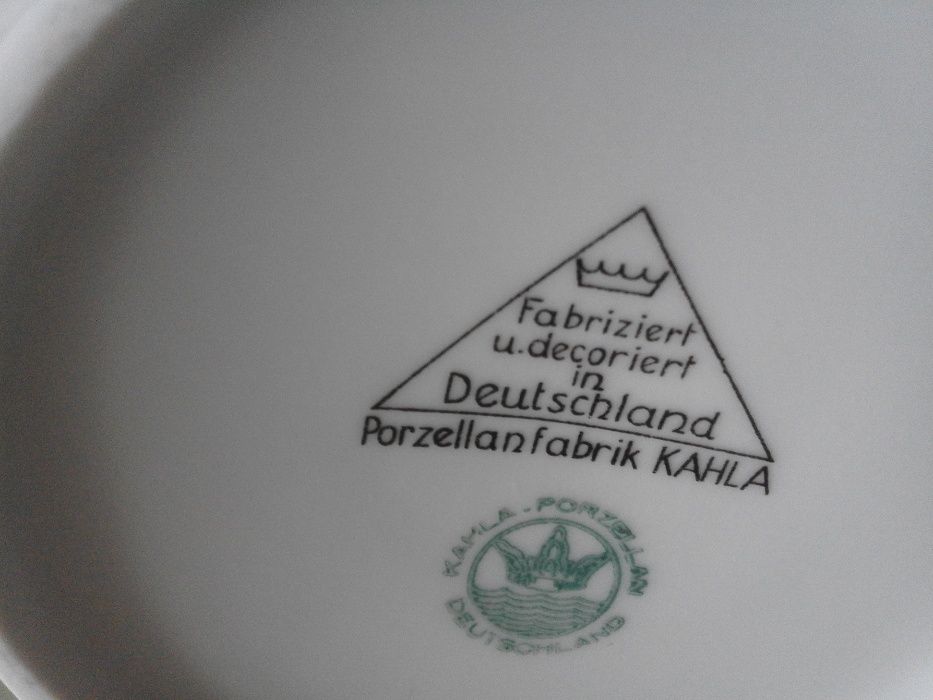 Fabriziert
u.decoriert
in
Deutschland
Porzellanfabrik KAHLA
KAHLA - PORZELLAN
DEUTSCHLAND